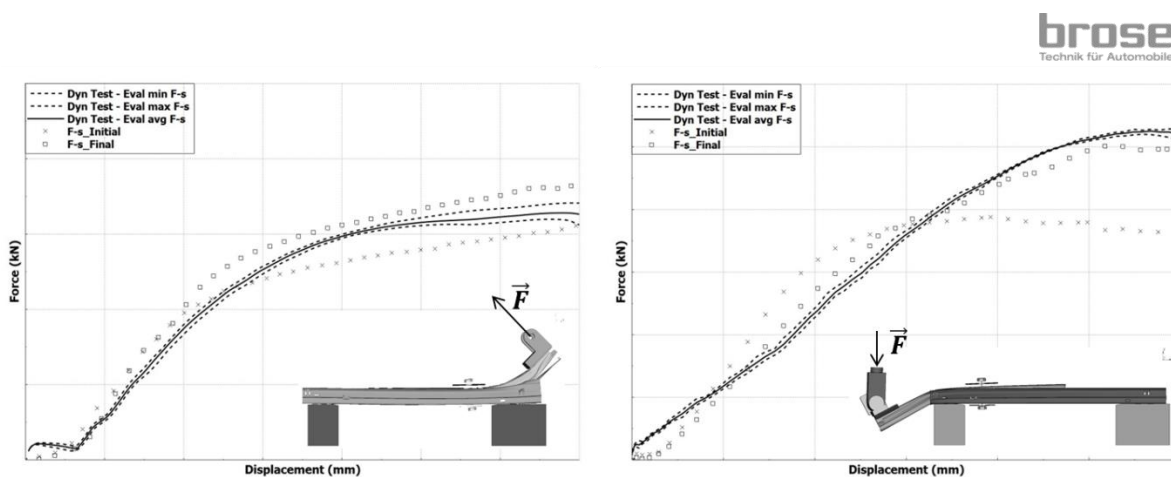 brose
Technik für Automobile
Dyn Test - Eval min F-s
Dyn Test - Eval max F-s
Dyn Test - Eval avg F-s
F-s_Initial
F-s_Final
Force (kN)
F
Displacement (mm)
Dyn Test - Eval min F-s
Dyn Test - Eval max F-s
Dyn Test - Eval avg F-s
F-s_Initial
F-s_Final
Force (kN)
F
Displacement (mm)